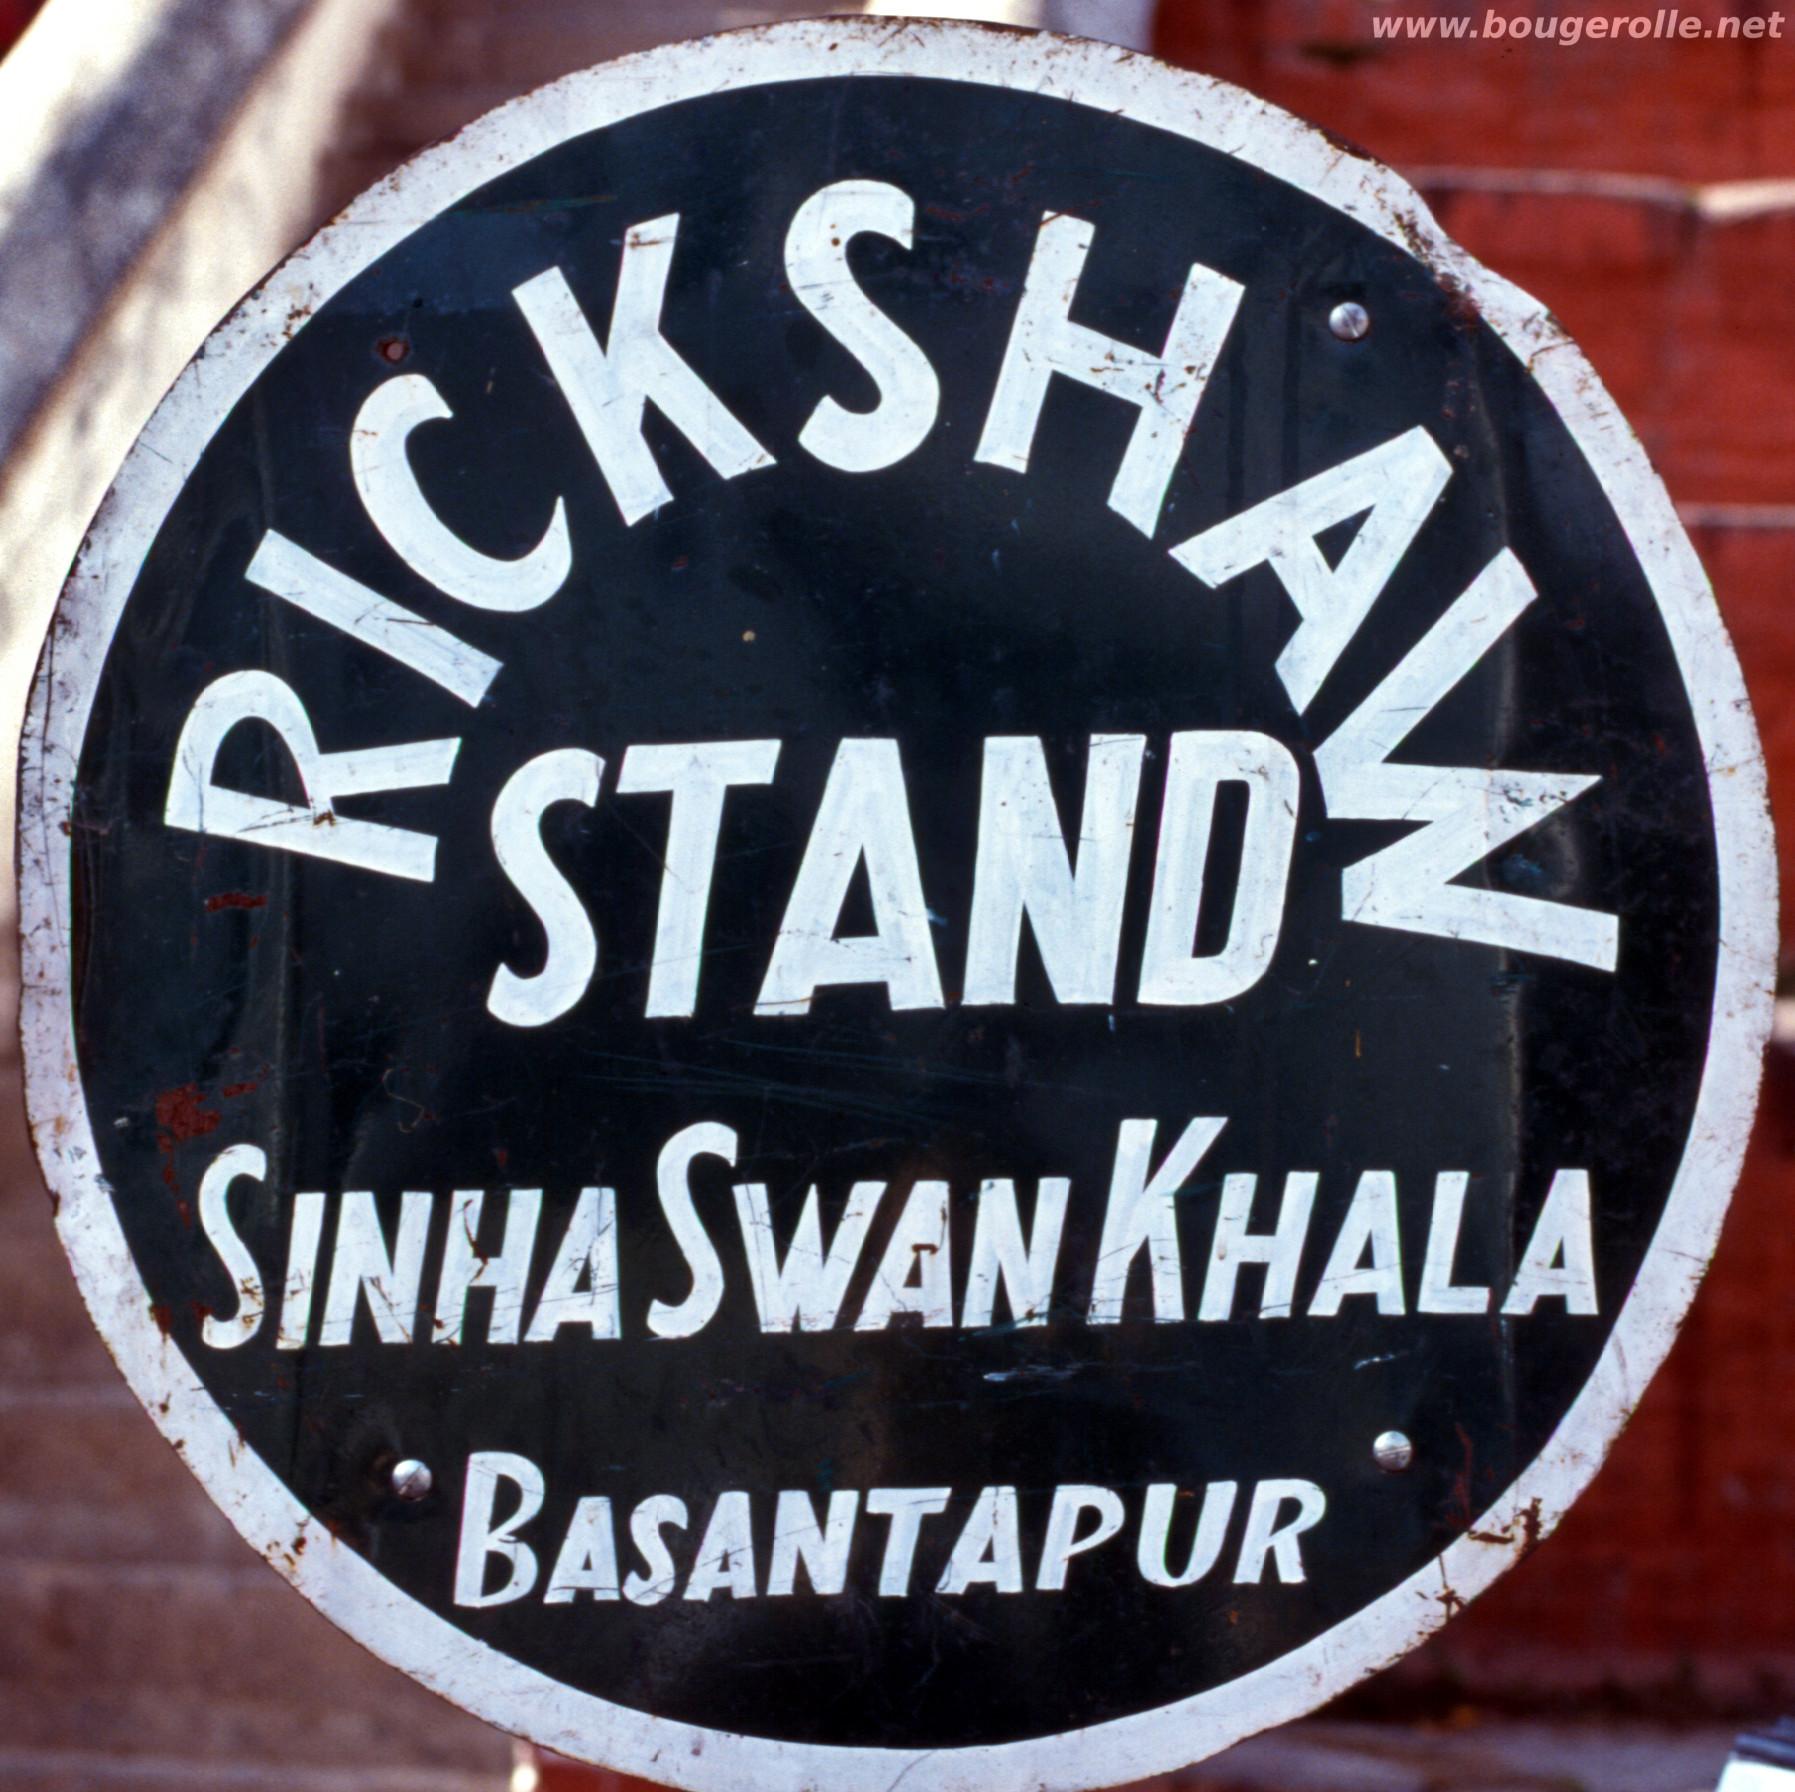 www.bougerolle.net
RICKSHAW
STAND
SINHA SWAN KHALA
BASANTAPUR